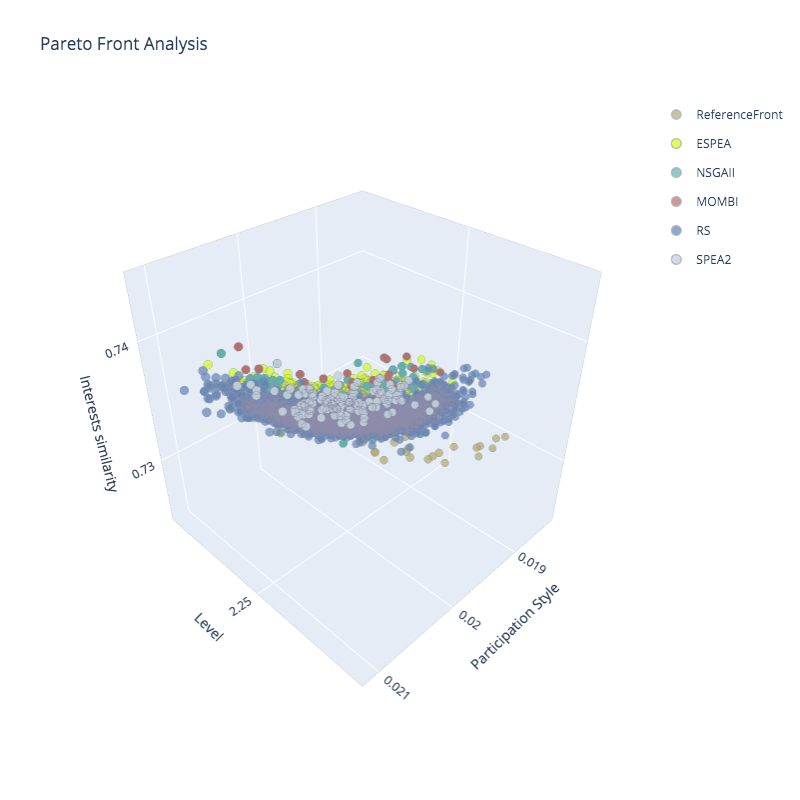 Pareto Front Analysis
ReferenceFront
ESPEA
NSGAII
MOMBI
RS
SPEA2
0.74
0.73
Interests similarity
2.25
Level
0.019
0.02
0.021
Participation Style